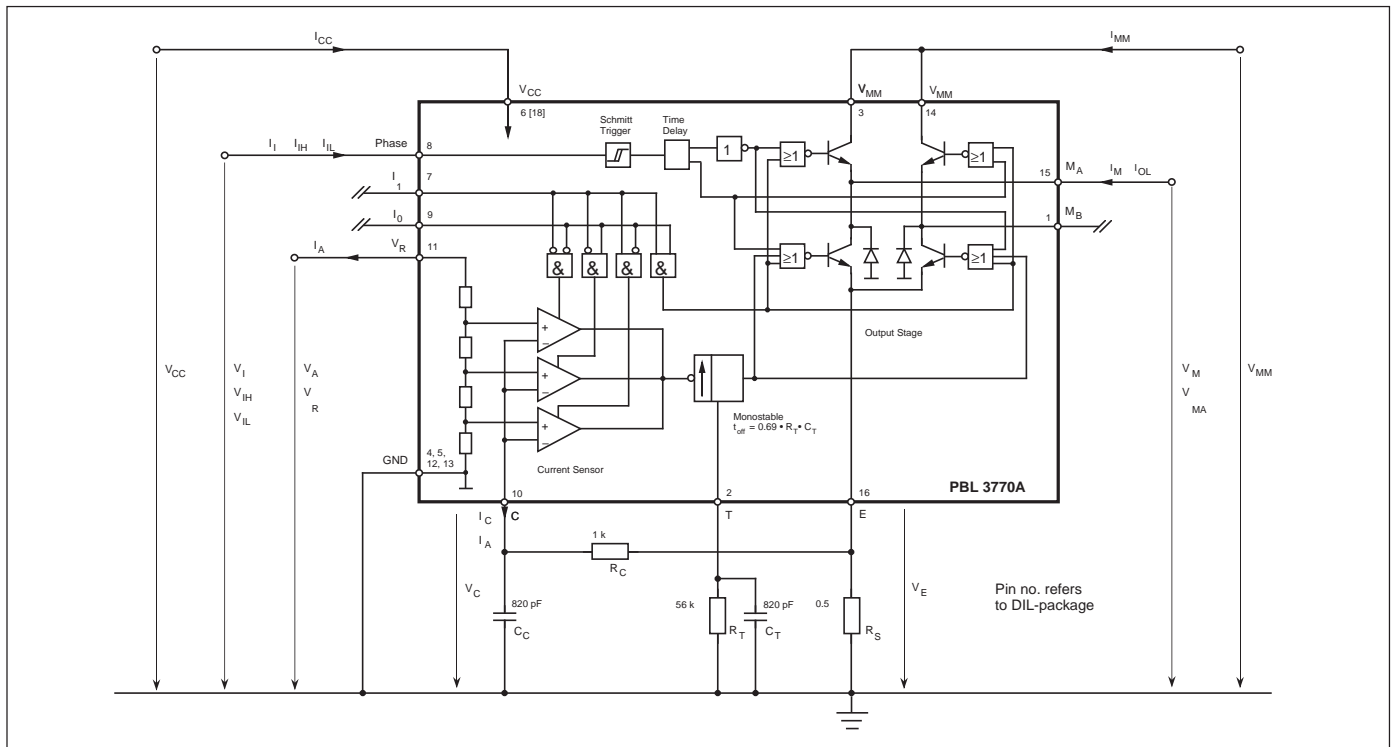 I CC
I MM
V CC
6 [18]
V MM
3
V MM
14
Schmitt
Trigger
Time
Delay
I I I IH I IL
Phase
8
1
≥1
≥1
I 1
7
15
M A
I M I OL
I 0
9
1
M B
I A
V R
11
&
&
&
&
≥1
≥1
+
–
+
–
+
–
Output Stage
V CC
V I
V IH
V IL
V A
V R
V M
V MA
V MM
Monostable
t off = 0.69 • R T • C T
GND
4, 5,
12, 13
Current Sensor
PBL 3770A
10
2
16
I C
C
T
E
I A
1 k
R C
V C
820 pF
C C
56 k
R T
820 pF
C T
0.5
R S
V E
Pin no. refers
to DIL-package